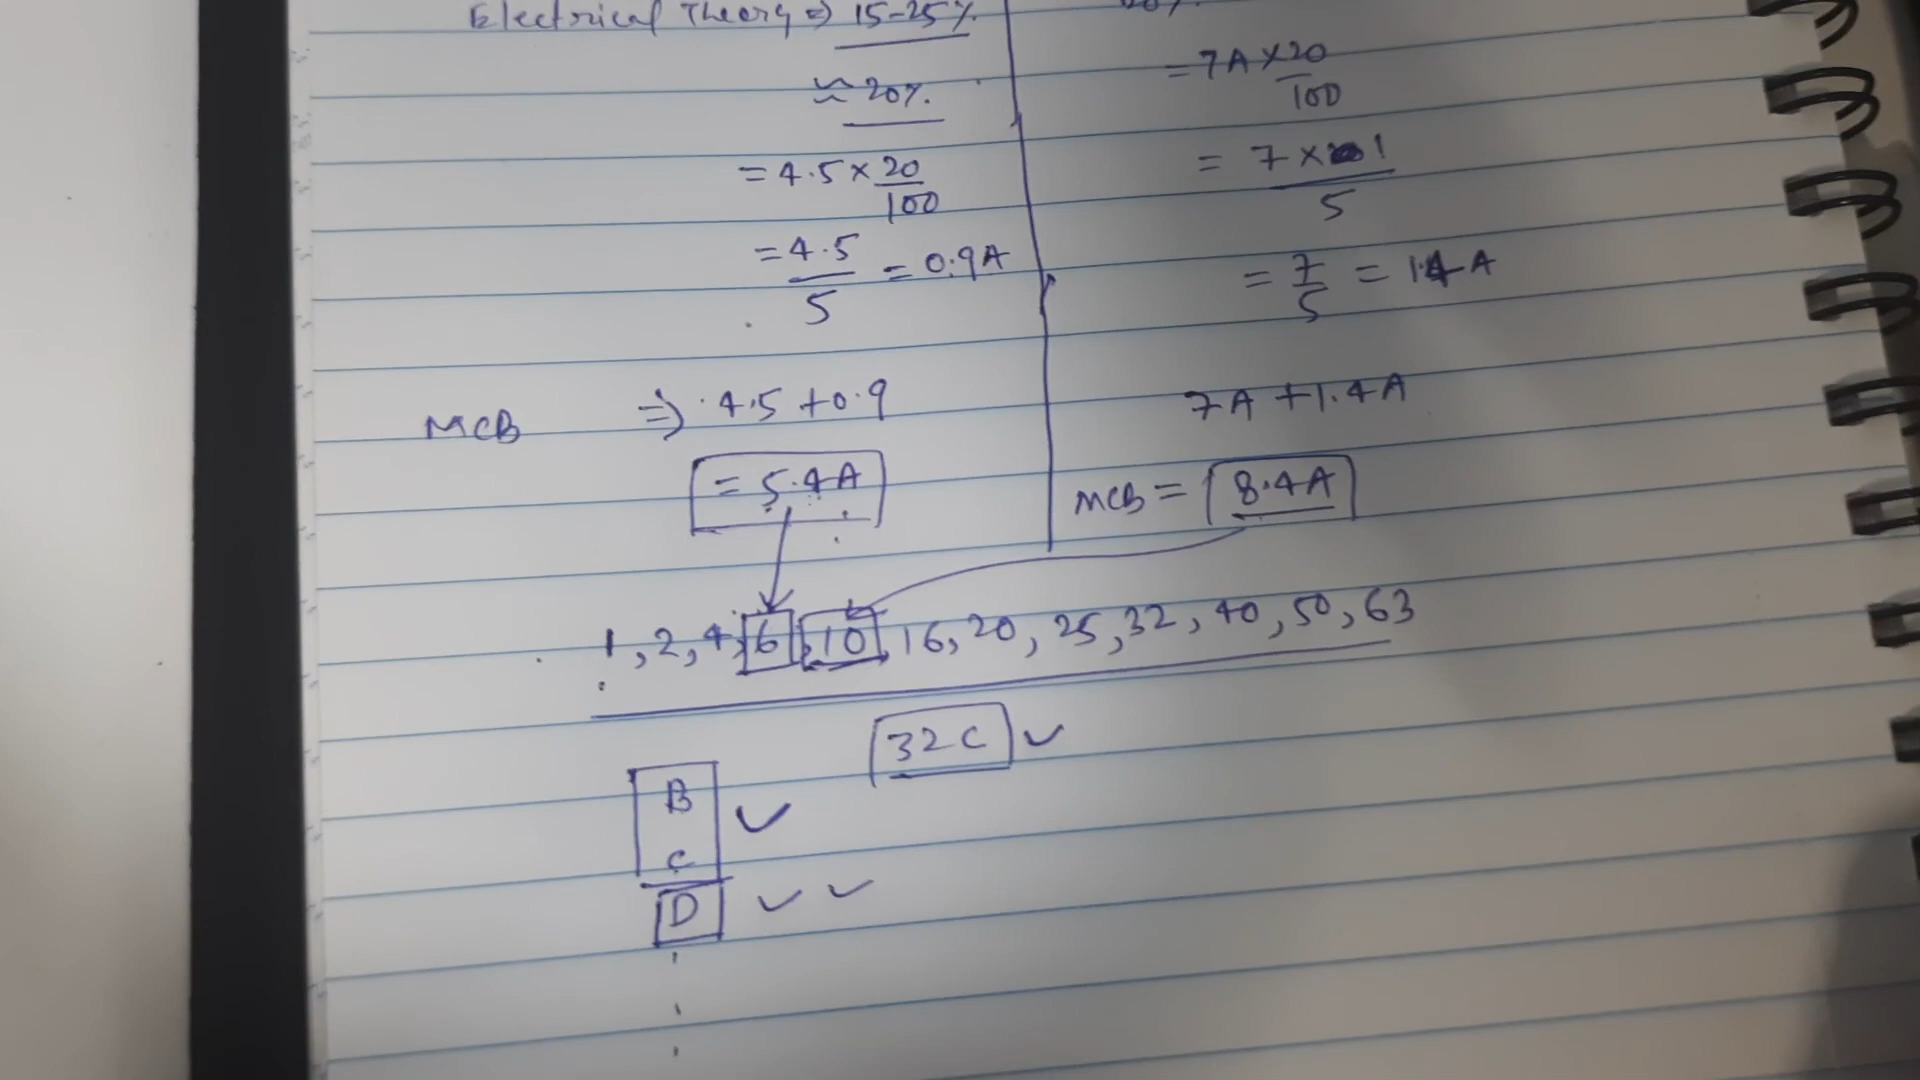 Electrical Theory ⇒ 15-25%.
≈ 20%.
= 4.5 × 20/100
= 4.5/5 = 0.9A
MCB ⇒ 4.5 + 0.9
= 5.4A
= 7A × 20/100
= 7 × 1/5
= 7/5 = 1.4A
7A + 1.4A
MCB = 8.4A
1, 2, 4, 6, 10, 16, 20, 25, 32, 40, 50, 63
32C ✓
B
C ✓
D ✓ ✓